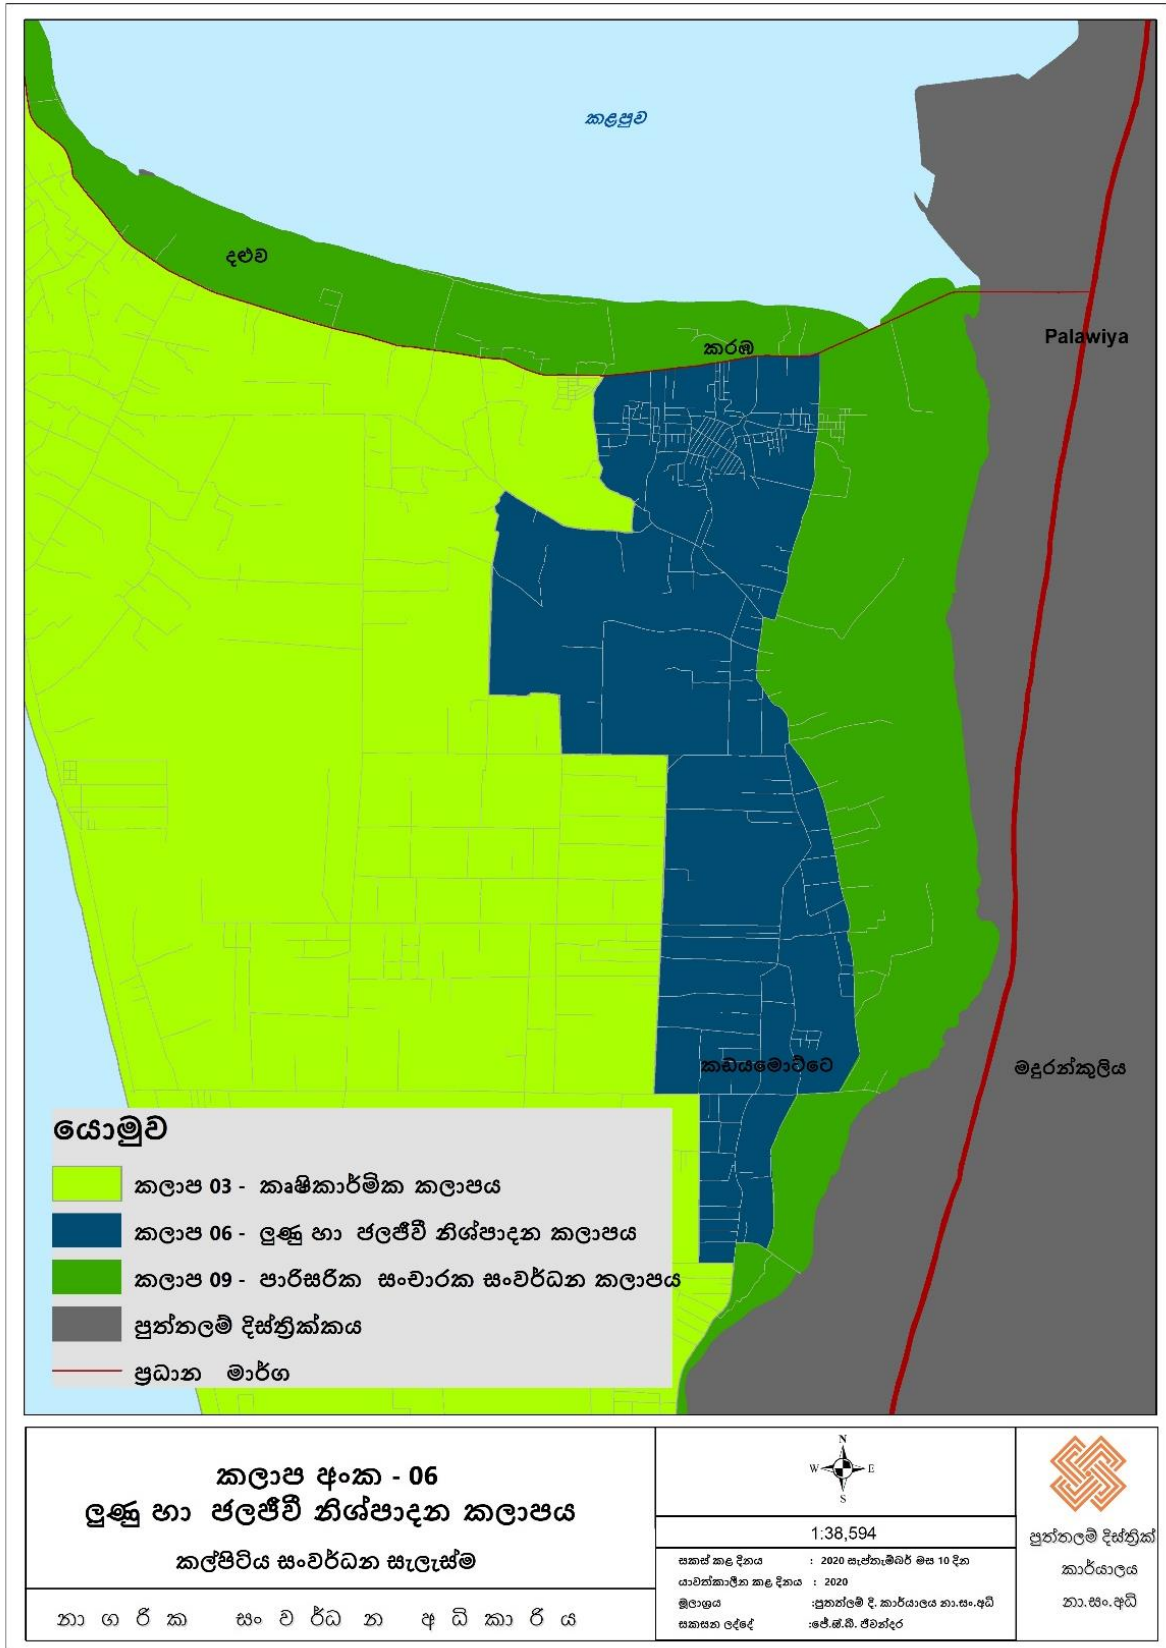 කළපුව
දළුව
කරඹ
Palawiya
කඩයමොට්ටෙ
මදුරන්කුලිය
යොමුව
කලාප 03 - කෘෂිකාර්මික කලාපය
කලාප 06 - ලුණු හා ජලජීවී නිශ්පාදන කලාපය
කලාප 09 - පාරිසරික සංචාරක සංවර්ධන කලාපය
පුත්තලම් දිස්ත්‍රික්කය
ප්‍රධාන මාර්ග
කලාප අංක - 06
ලුණු හා ජලජීවී නිශ්පාදන කලාපය
කල්පිටිය සංවර්ධන සැලැස්ම
නාගරික සංවර්ධන අධිකාරිය
N
W E
S
1:38,594
සකස් කළ දිනය : 2020 සැප්තැම්බර් මස 10 දින
යාවත්කාලීන කළ දිනය : 2020
මූලාශ්‍රය :පුත්තලම් දි. කාර්යාලය නා.සං.අධි
සකසන ලද්දේ
පුත්තලම් දිස්ත්‍රික්
කාර්යාලය
නා.සං.අධි